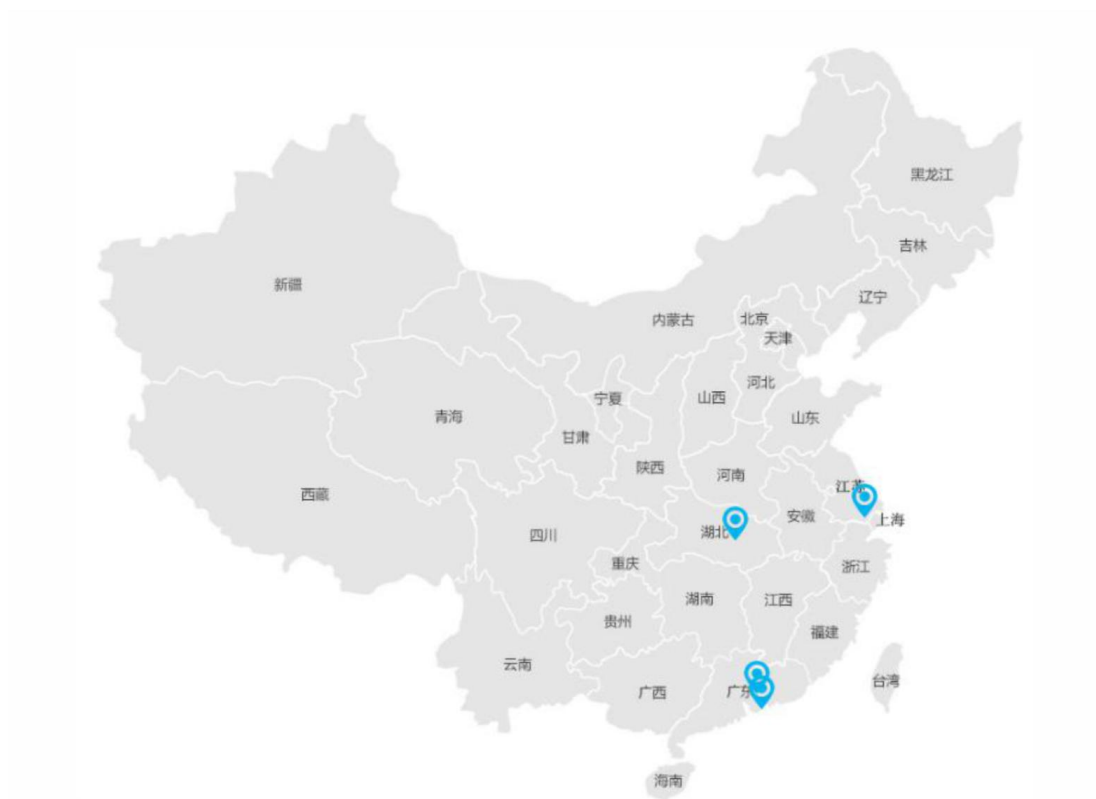 黑龙江
吉林
辽宁
新疆
内蒙古
北京
天津
河北
山西
宁夏
山东
青海
甘肃
陕西
河南
江苏
西藏
安徽
上海
湖北
四川
重庆
浙江
湖南
江西
贵州
福建
云南
广西
广东
台湾
海南